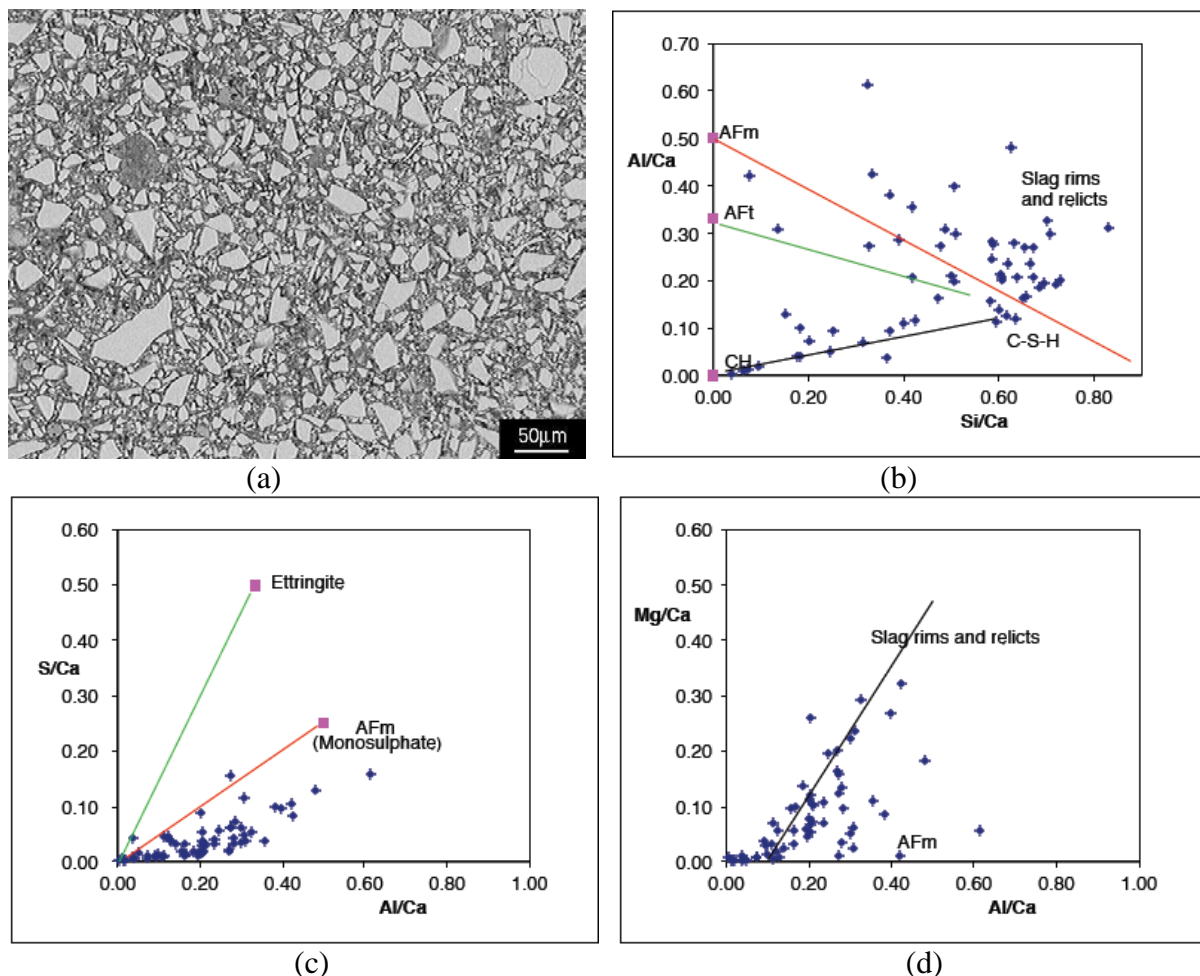 50µm
(a)
0.70
0.60
0.50
Al/Ca
0.40
0.30
0.20
0.10
0.00
AFm
AFt
CH
Slag rims
and relicts
C-S-H
0.00 0.20 0.40 0.60 0.80
Si/Ca
(b)
0.60
0.50
0.40
S/Ca
0.30
0.20
0.10
0.00
Ettringite
AFm
(Monosulphate)
0.00 0.20 0.40 0.60 0.80 1.00
Al/Ca
(c)
0.60
0.50
Mg/Ca
0.40
0.30
0.20
0.10
0.00
Slag rims and relicts
AFm
0.00 0.20 0.40 0.60 0.80 1.00
Al/Ca
(d)